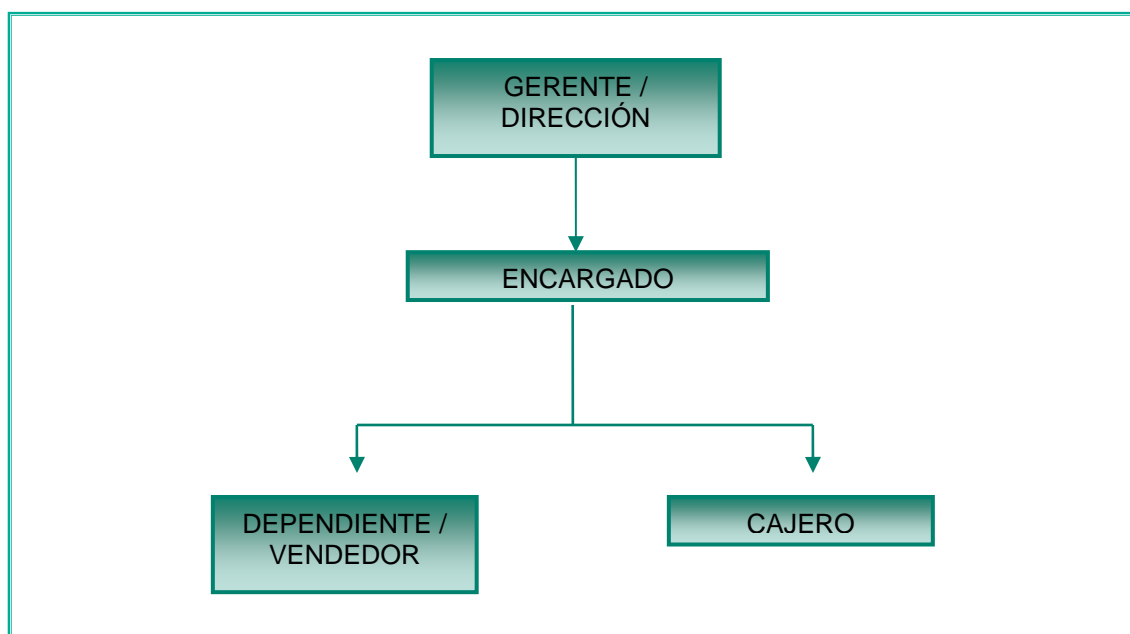 GERENTE /
DIRECCIÓN
ENCARGADO
DEPENDIENTE /
VENDEDOR
CAJERO